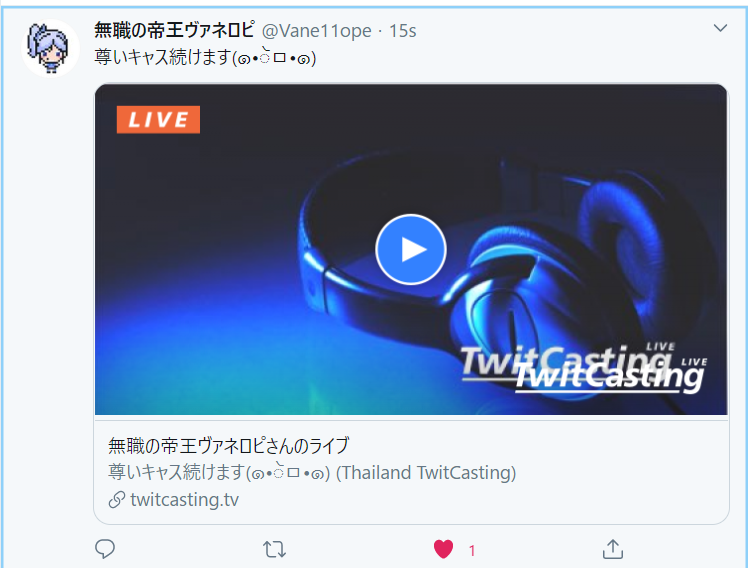 無職の帝王ヴァネロピ @Vane11ope · 15s
尊いキャス続けます(๑•ૅㅁ•๑)
LIVE
LIVE
TwitCasting
LIVE
TwitCasting
無職の帝王ヴァネロピさんのライブ
尊いキャス続けます(๑•ૅㅁ•๑) (Thailand TwitCasting)
twitcasting.tv
1